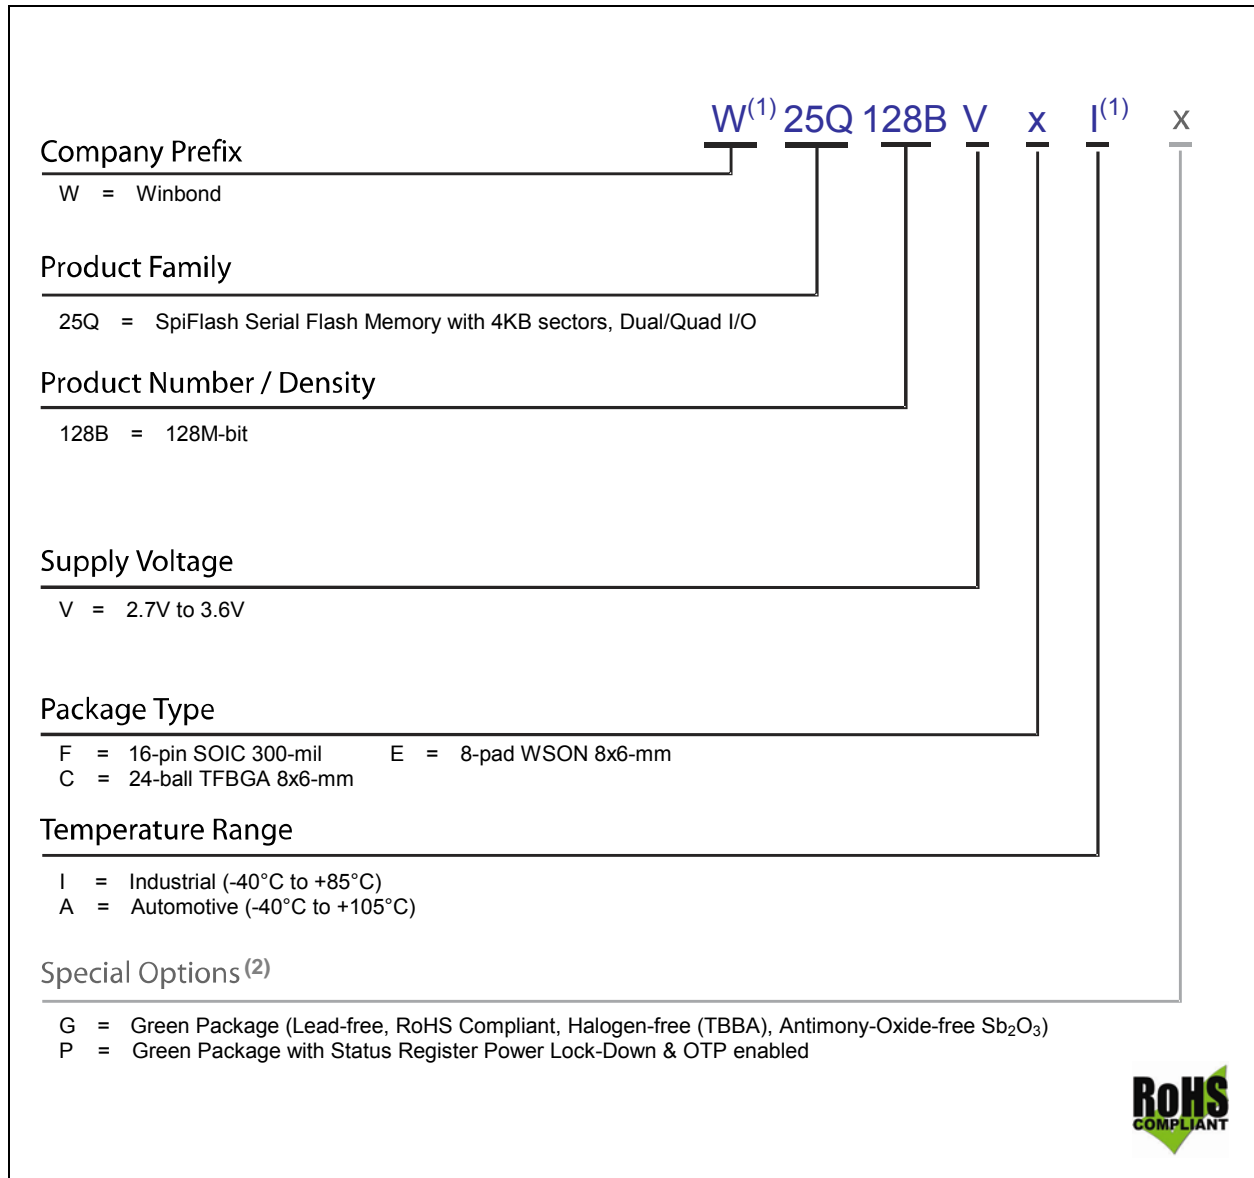 W(1) 25Q 128B V x I(1) x
Company Prefix
W = Winbond
Product Family
25Q = SpiFlash Serial Flash Memory with 4KB sectors, Dual/Quad I/O
Product Number / Density
128B = 128M-bit
Supply Voltage
V = 2.7V to 3.6V
Package Type
F = 16-pin SOIC 300-mil E = 8-pad WSON 8x6-mm
C = 24-ball TFBGA 8x6-mm
Temperature Range
I = Industrial (-40°C to +85°C)
A = Automotive (-40°C to +105°C)
Special Options (2)
G = Green Package (Lead-free, RoHS Compliant, Halogen-free (TBBA), Antimony-Oxide-free Sb2O3)
P = Green Package with Status Register Power Lock-Down & OTP enabled
RoHS
COMPLIANT